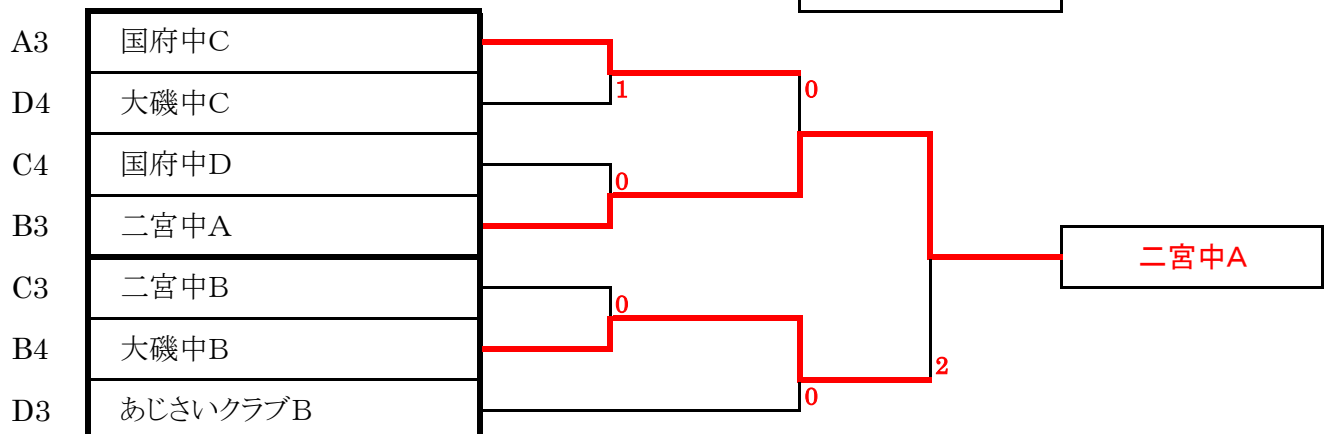 A3 国府中C
D4 大磯中C
1 0
C4 国府中D
0
B3 二宮中A
二宮中A
C3 二宮中B
0
B4 大磯中B
2
D3 あじさいクラブB
0